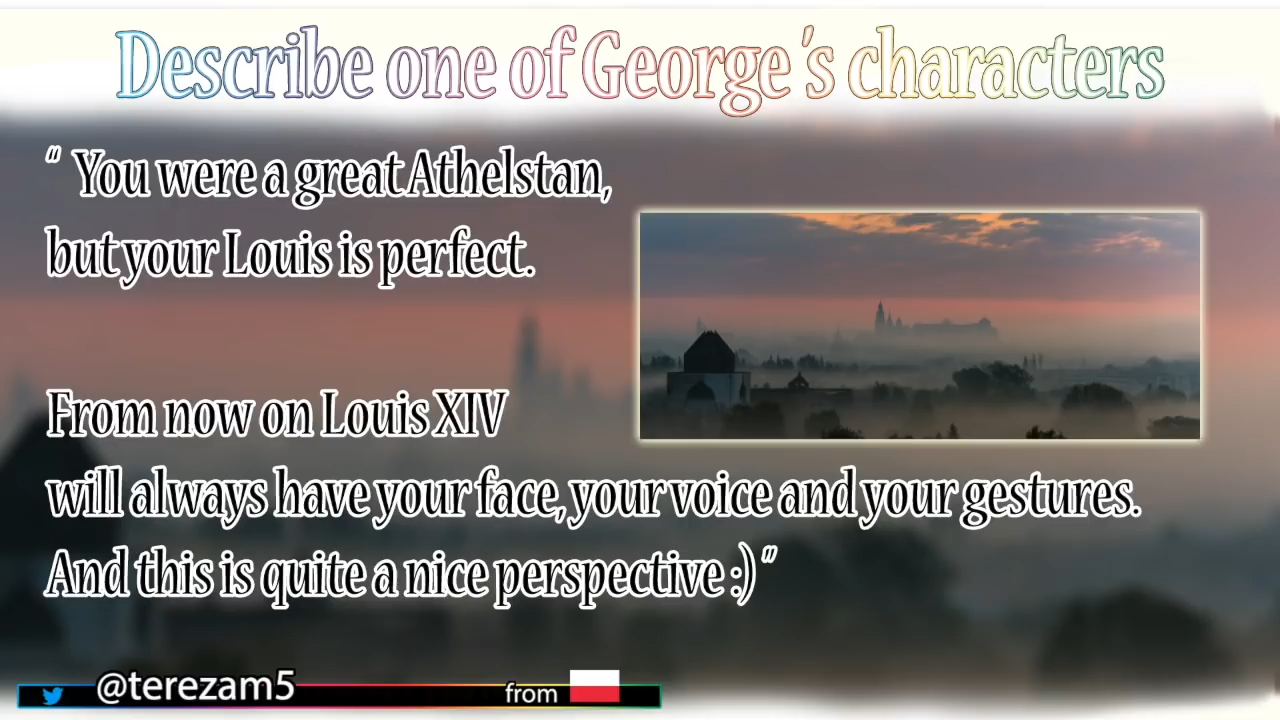 Describe one of George's characters
“ You were a great Athelstan,
but your Louis is perfect.
From now on Louis XIV
will always have your face, your voice and your gestures.
And this is quite a nice perspective :) ”
@terezam5
from